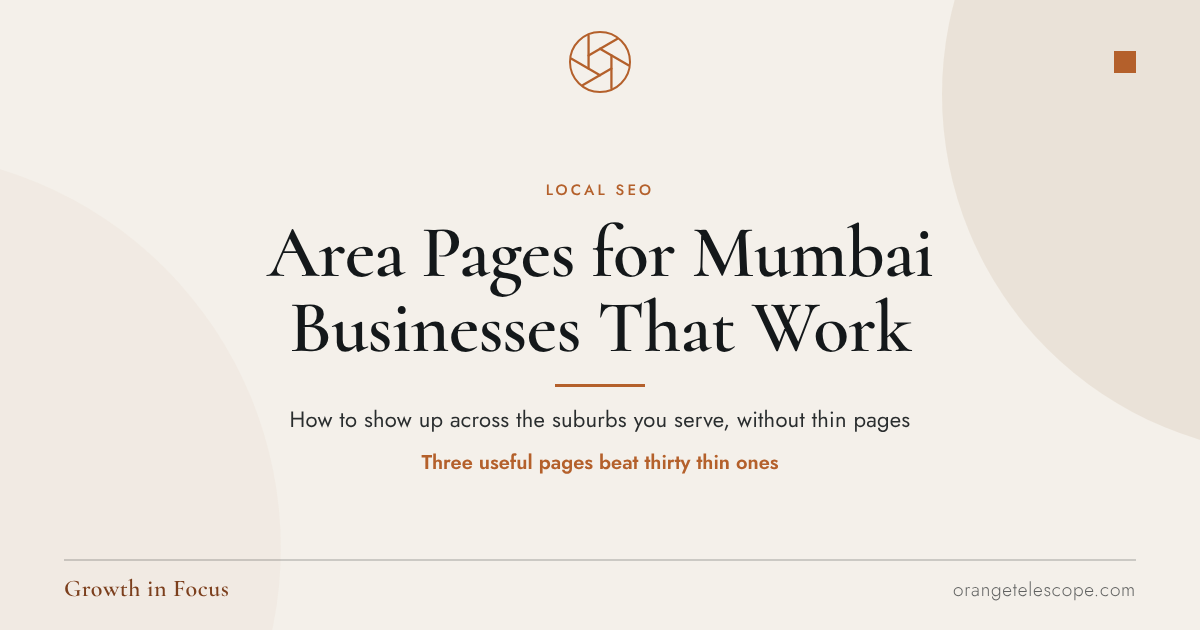 LOCAL SEO
Area Pages for Mumbai
Businesses That Work
How to show up across the suburbs you serve, without thin pages
Three useful pages beat thirty thin ones
Growth in Focus
orangetelescope.com